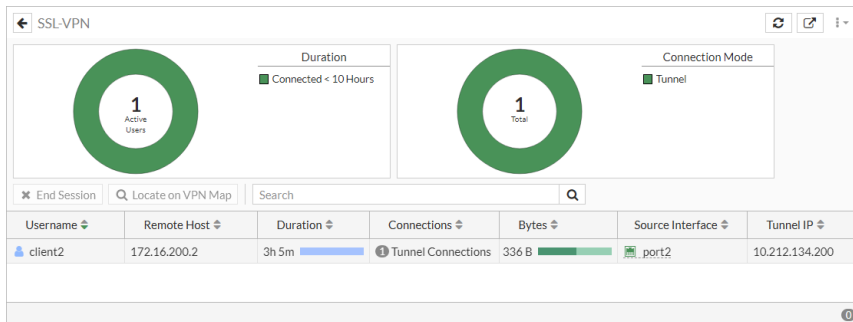 SSL-VPN
Duration
Connected < 10 Hours
1
Active
Users
Connection Mode
Tunnel
1
Total
End Session
Locate on VPN Map
Search
Username Remote Host Duration Connections Bytes Source Interface Tunnel IP
client2 172.16.200.2 3h 5m 1 Tunnel Connections 336 B port2 10.212.134.200
0